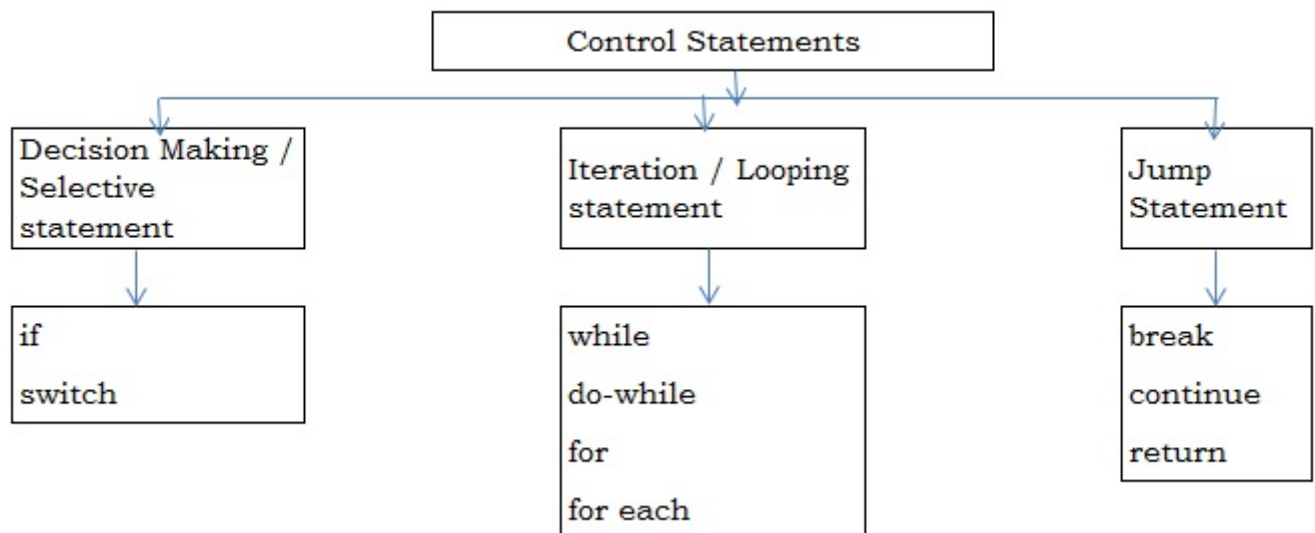 Control Statements
Decision Making /
Selective
statement
Iteration / Looping
statement
Jump
Statement
if
switch
while
do-while
for
for each
break
continue
return